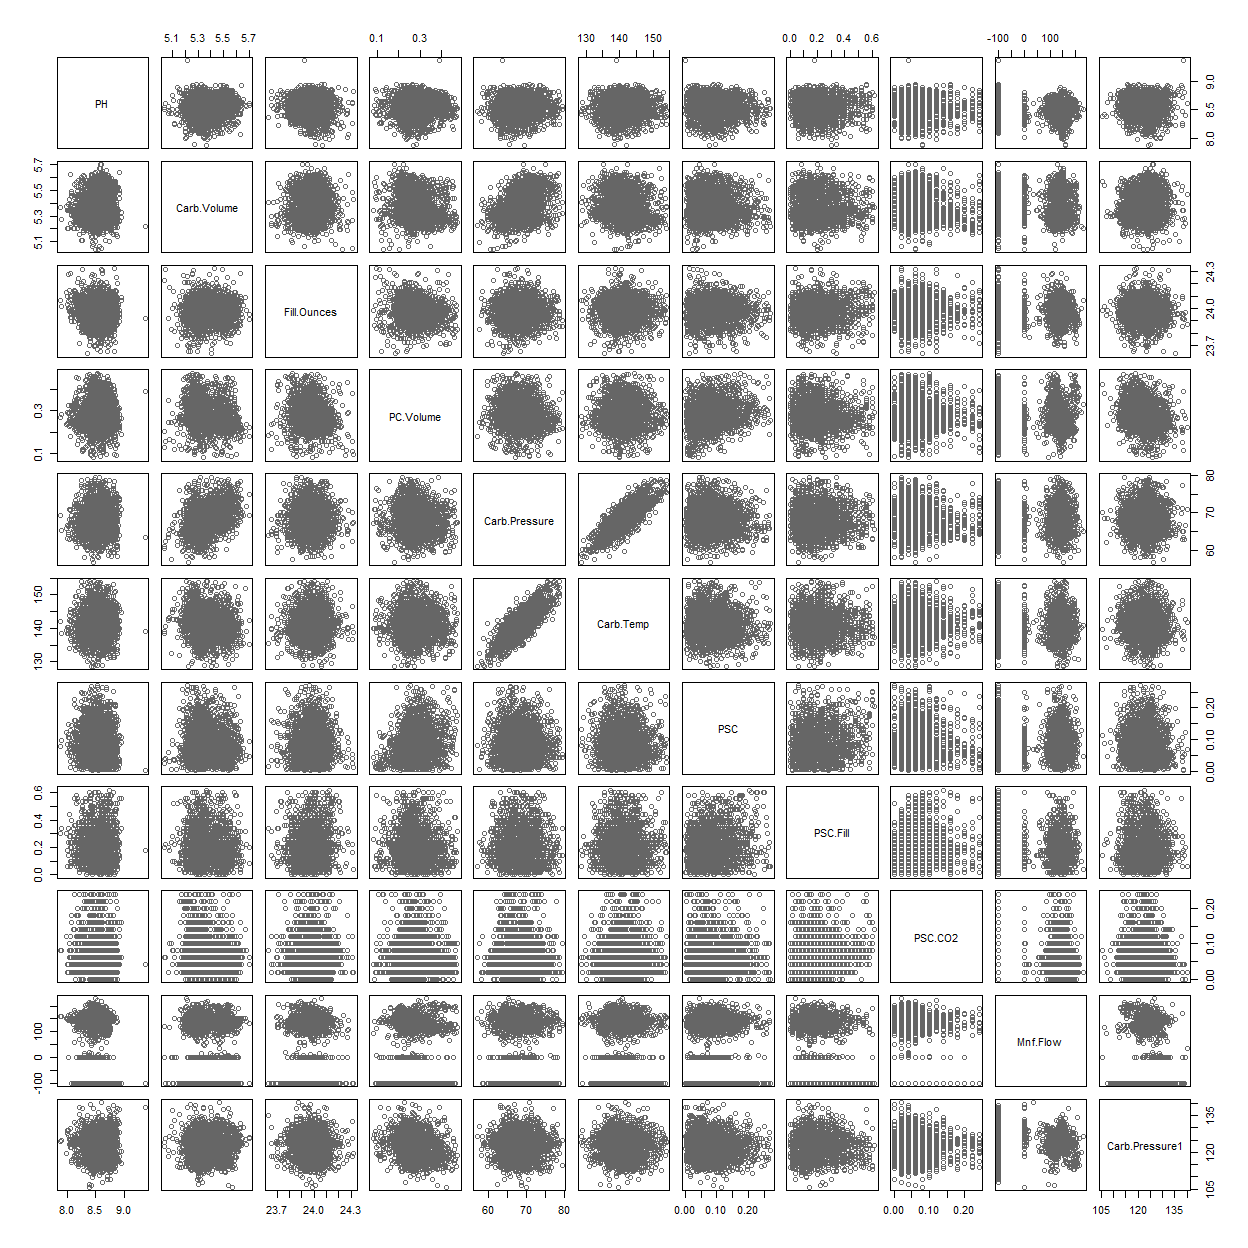 5.1 5.3 5.5 5.7 0.1 0.3 130 140 150 0.0 0.2 0.4 0.6 -100 0 100
PH 8.0 8.5 9.0
5.1 5.3 5.5 5.7 Carb.Volume
Fill.Ounces 23.7 24.0 24.3
0.1 0.3 PC.Volume
Carb.Pressure 60 70 80
130 140 150 Carb.Temp
PSC 0.00 0.10 0.20
0.0 0.2 0.4 0.6 PSC.Fill
PSC.CO2 0.00 0.10 0.20
-100 0 100 Mnf.Flow
Carb.Pressure1 105 120 135
8.0 8.5 9.0 23.7 24.0 24.3 60 70 80 0.00 0.10 0.20 0.00 0.10 0.20 105 120 135